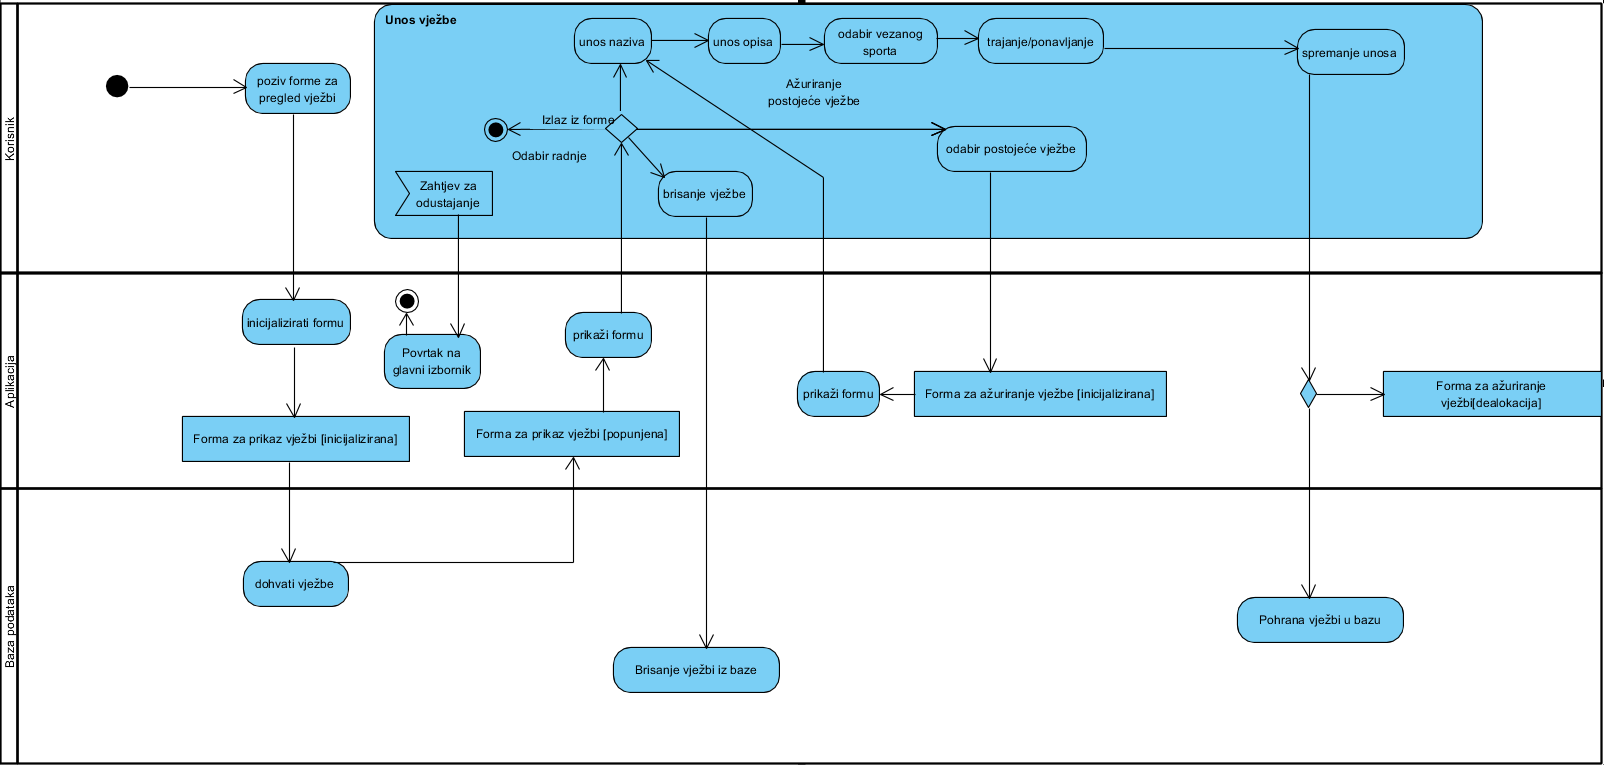 Korisnik
Unos vježbe
poziv forme za
pregled vježbi
unos naziva
unos opisa
odabir vezanog
sporta
trajanje/ponavljanje
spremanje unosa
Ažuriranje
postojeće vježbe
Izlaz iz forme
Odabir radnje
odabir postojeće vježbe
Zahtjev za
odustajanje
brisanje vježbe
Aplikacija
inicijalizirati formu
Povrtak na
glavni izbornik
prikaži formu
prikaži formu
Forma za ažuriranje vježbe [inicijalizirana]
Forma za ažuriranje
vježbi[dealokacija]
Forma za prikaz vježbi [inicijalizirana]
Forma za prikaz vježbi [popunjena]
Baza podataka
dohvati vježbe
Brisanje vježbi iz baze
Pohrana vježbi u bazu